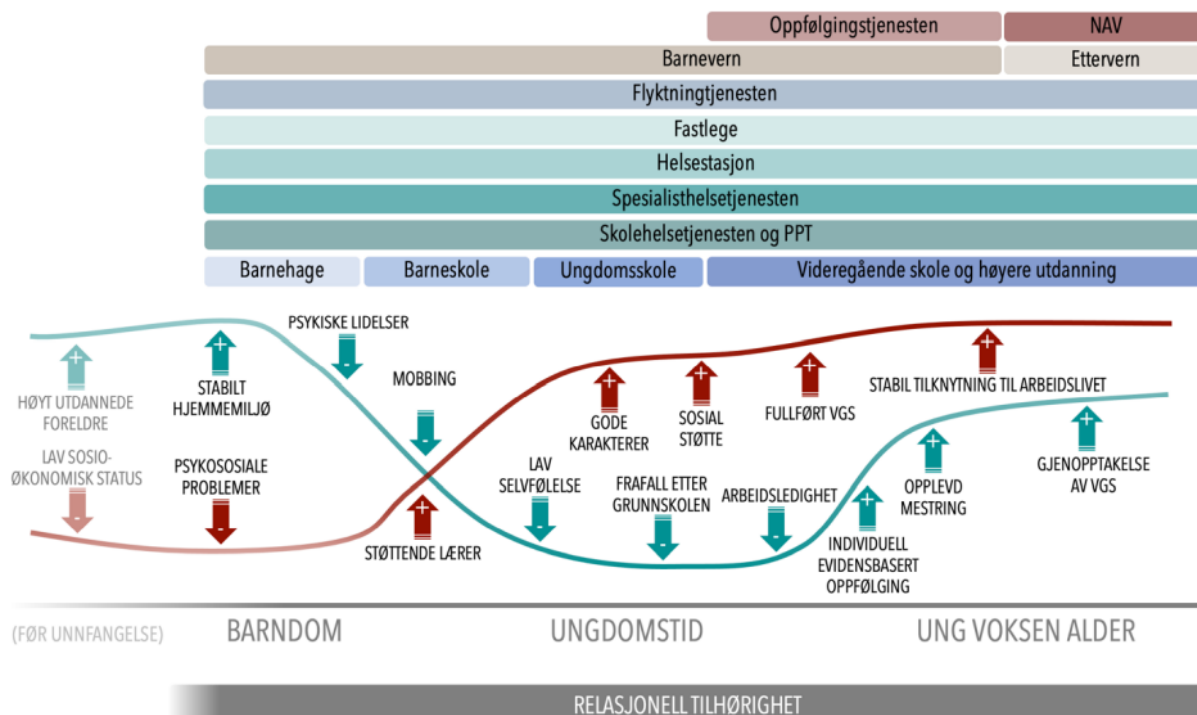 Oppfølgingstjenesten
NAV
Barnevern
Ettervern
Flyktningtjenesten
Fastlege
Helsestasjon
Spesialisthelsetjenesten
Skolehelsetjenesten og PPT
Barnehage
Barneskole
Ungdomsskole
Videregående skole og høyere utdanning
+
HØYT UTDANNEDE
FORELDRE
LAV SOSIO-
ØKONOMISK STATUS
-
+
STABILT
HJEMMEMILJØ
PSYKOSOSIALE
PROBLEMER
-
PSYKISKE LIDELSER
-
MOBBING
-
+
STØTTENDE LÆRER
LAV
SELVFØLELSE
-
+
GODE
KARAKTERER
FRAFALL ETTER
GRUNNSKOLEN
-
+
SOSIAL
STØTTE
+
FULLFØRT VGS
ARBEIDSLEDIGHET
-
+
INDIVIDUELL
EVIDENSBASERT
OPPFØLGING
+
STABIL TILKNYTNING TIL ARBEIDSLIVET
+
OPPLEVD
MESTRING
+
GJENOPPTAKELSE
AV VGS
(FØR UNNFANGELSE)
BARNDOM
UNGDOMSTID
UNG VOKSEN ALDER
RELASJONELL TILHØRIGHET